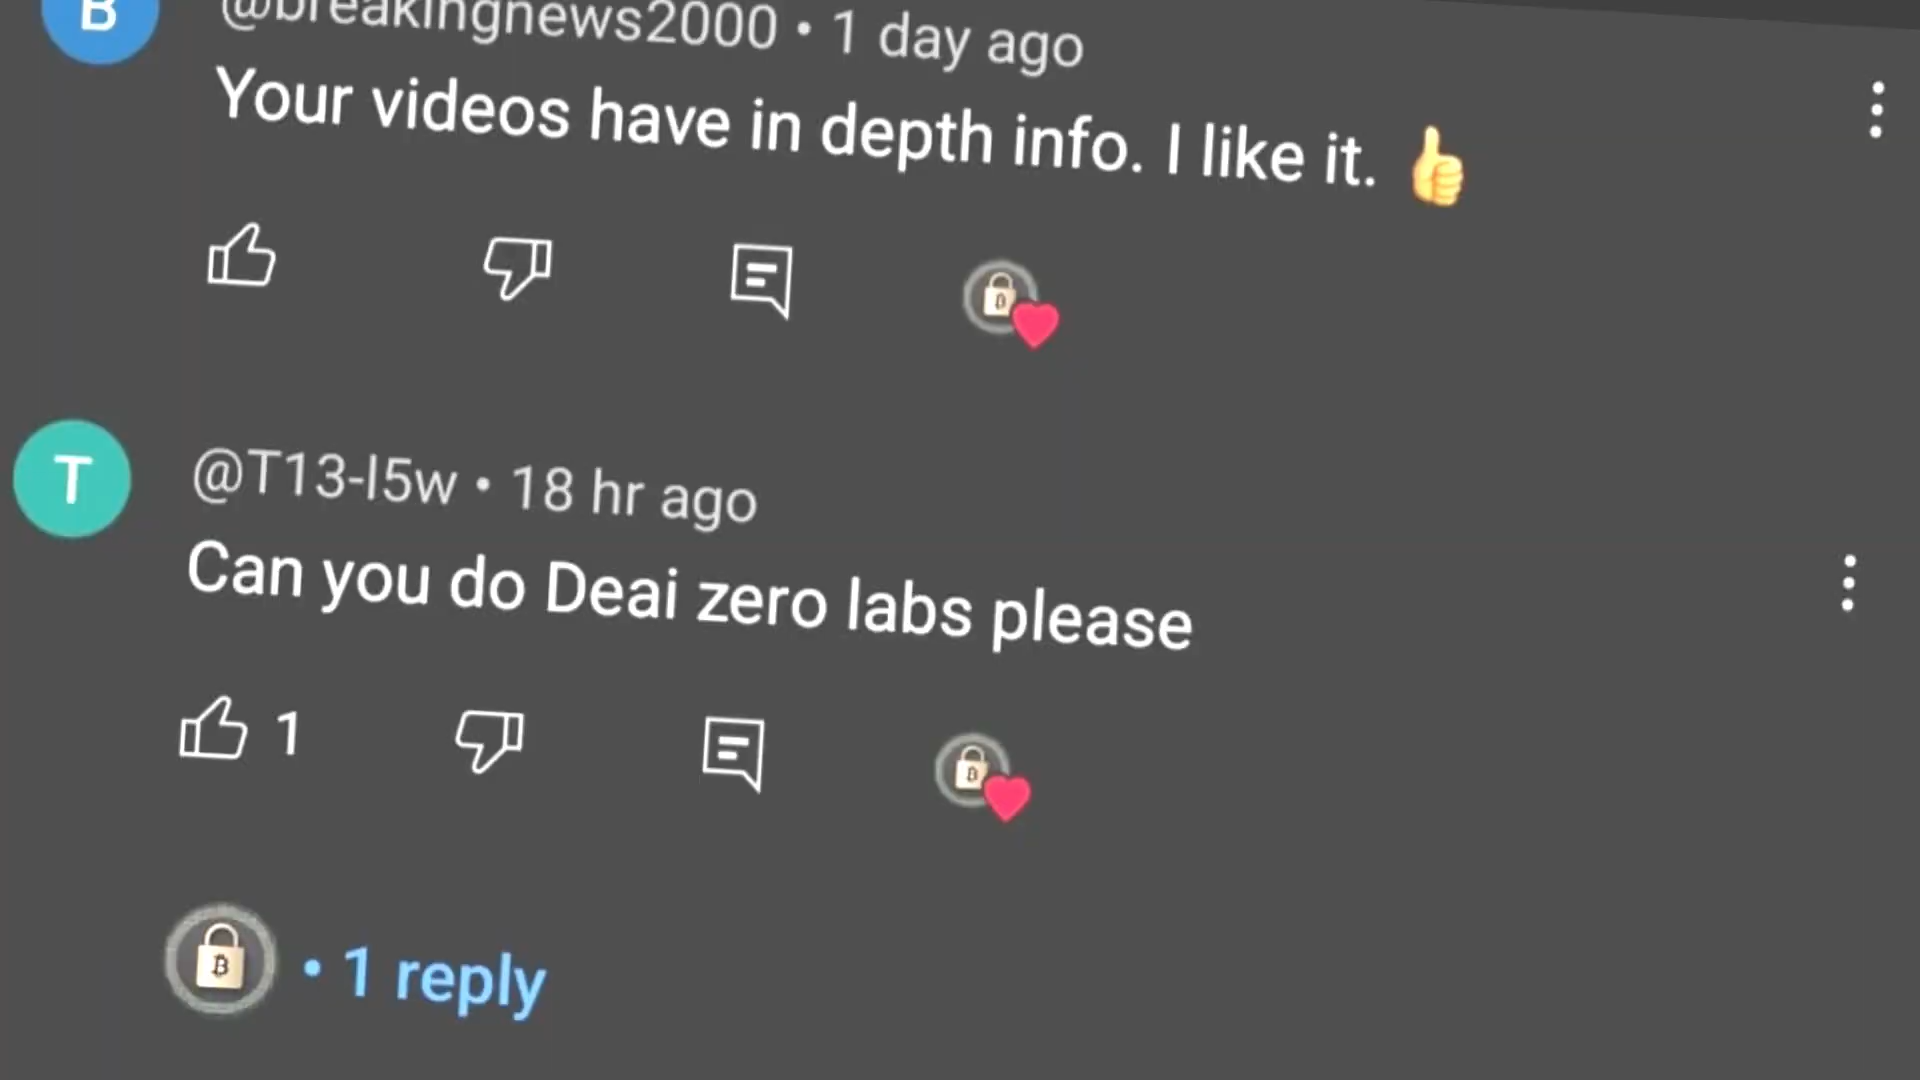 B
@breakingnews2000 • 1 day ago
Your videos have in depth info. I like it. 👍
T
@T13-l5w • 18 hr ago
Can you do Deai zero labs please
1
• 1 reply